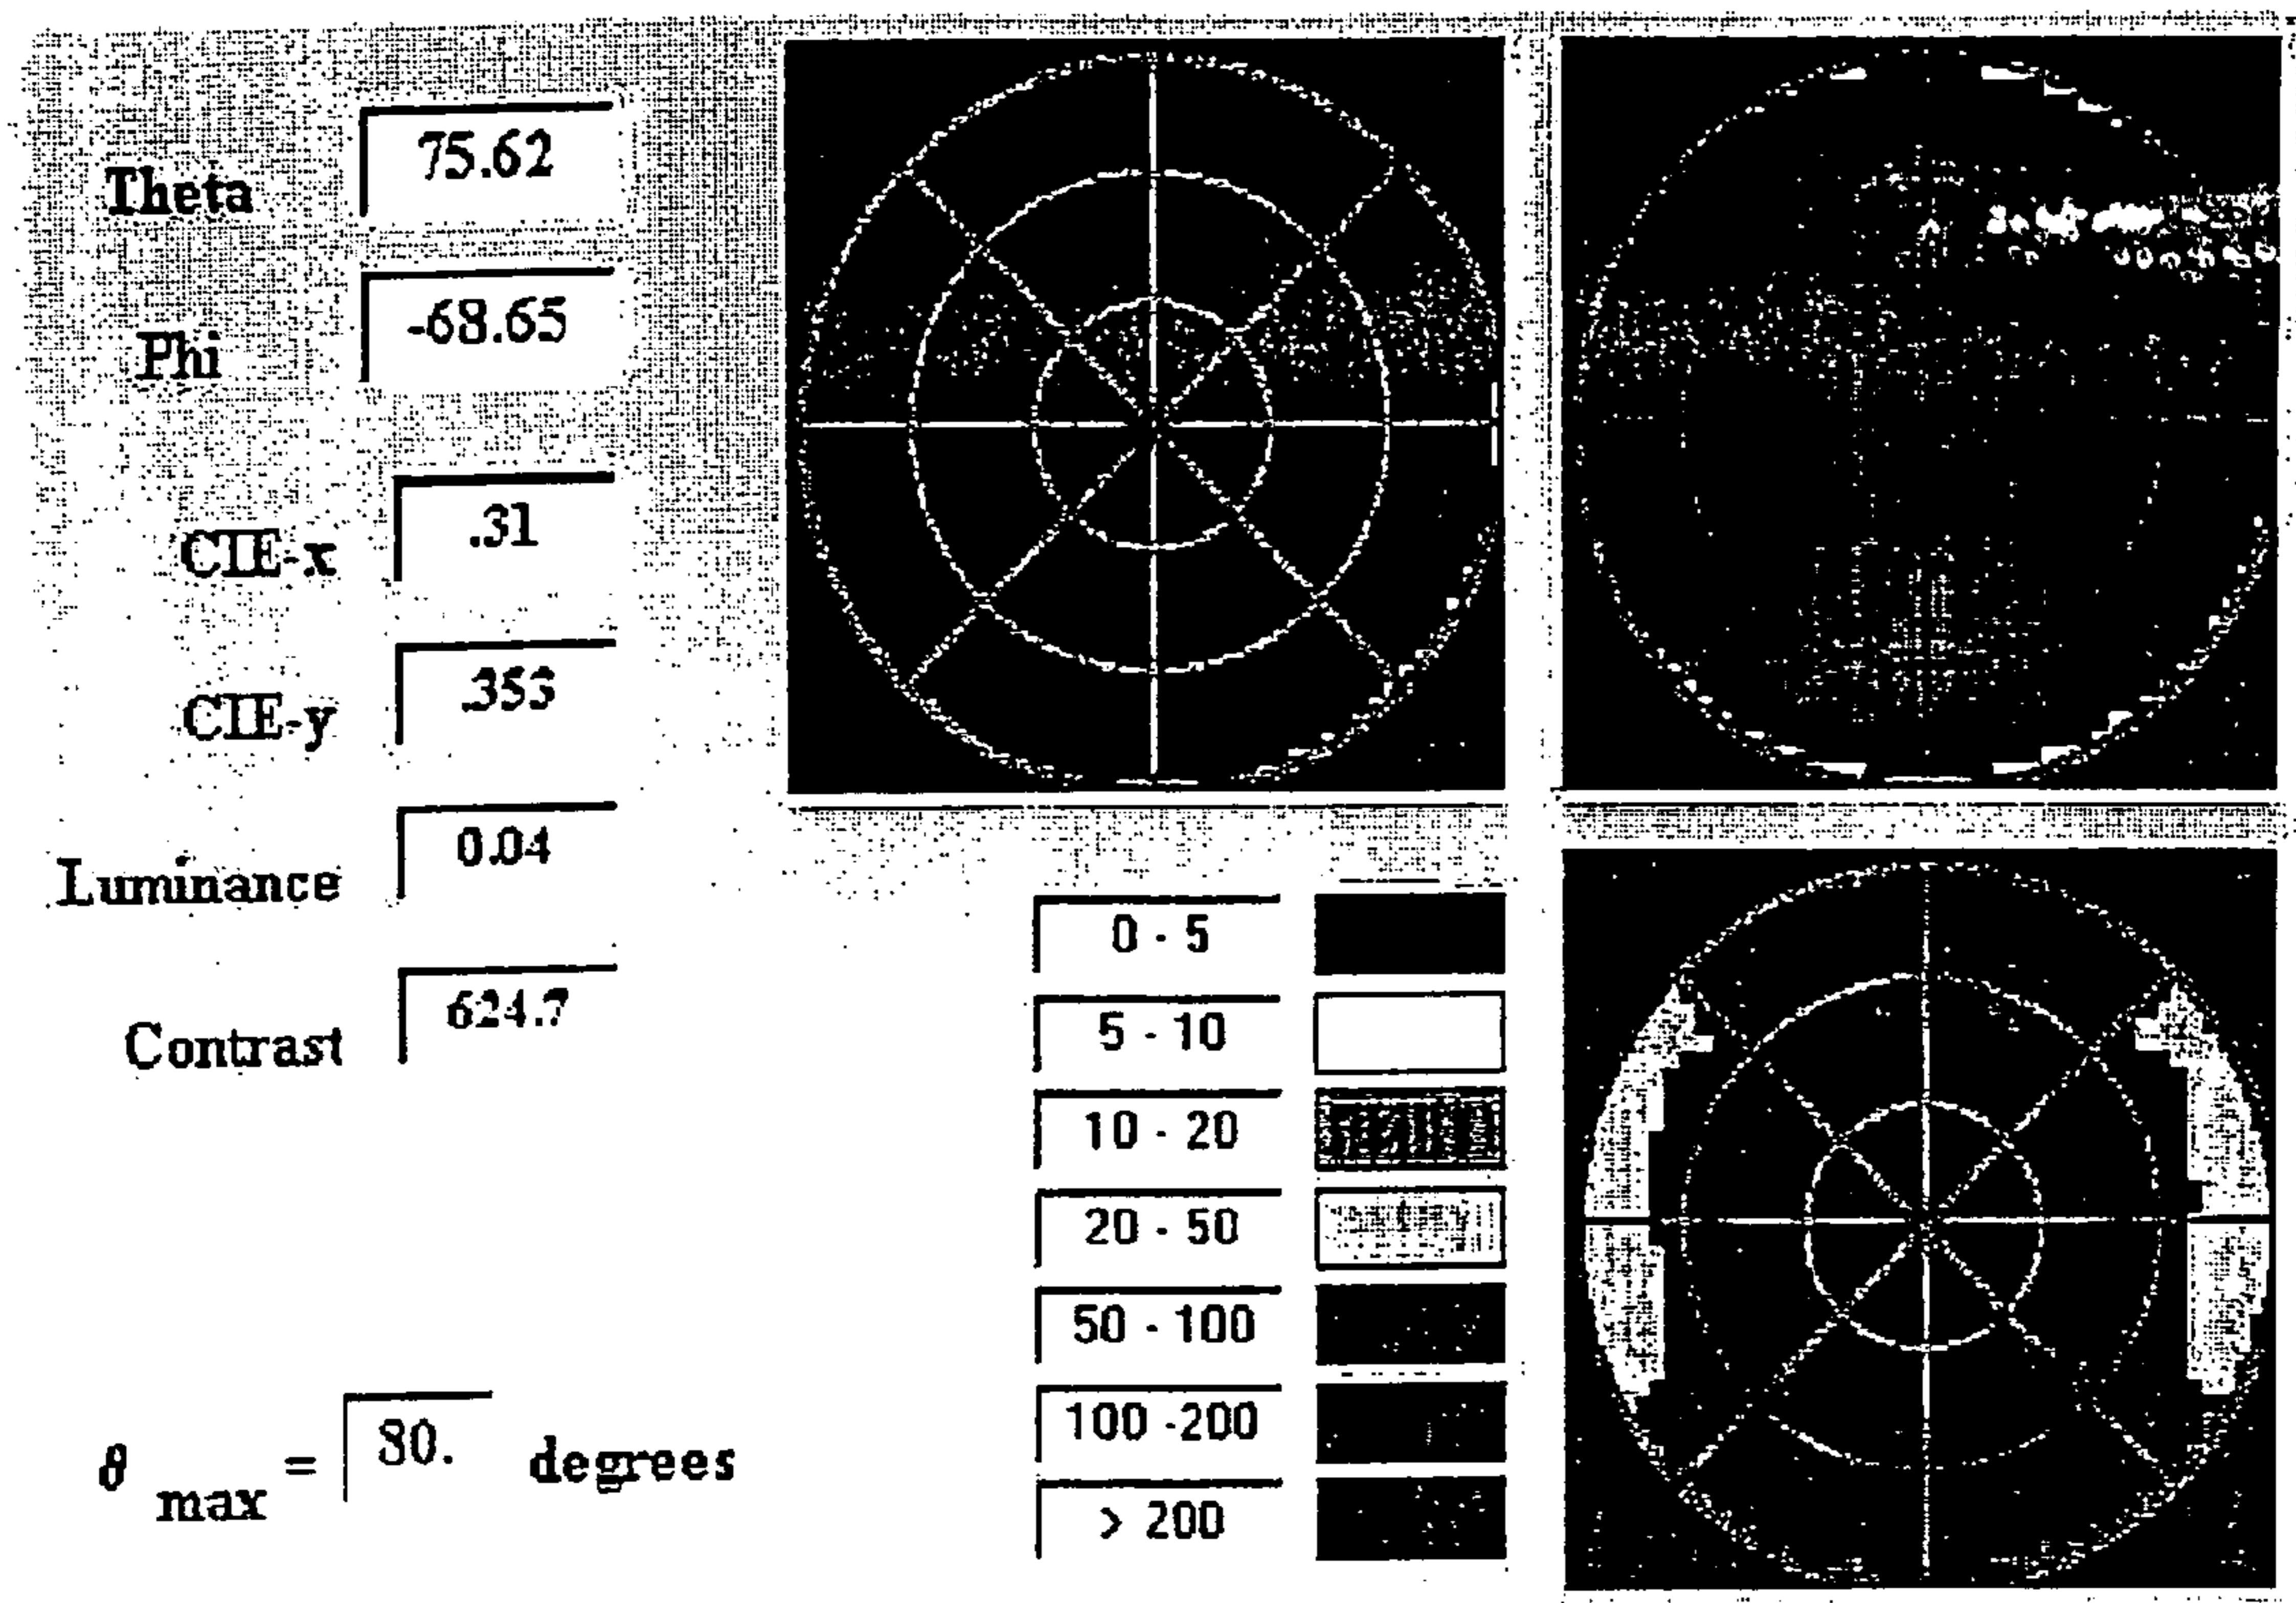 Theta 75.62
Phi -68.65
CIE-x .31
CIE-y .353
Luminance 0.04
Contrast 624.7
ϑ max = 80. degrees
0 - 5
5 - 10
10 - 20
20 - 50
50 - 100
100 -200
> 200